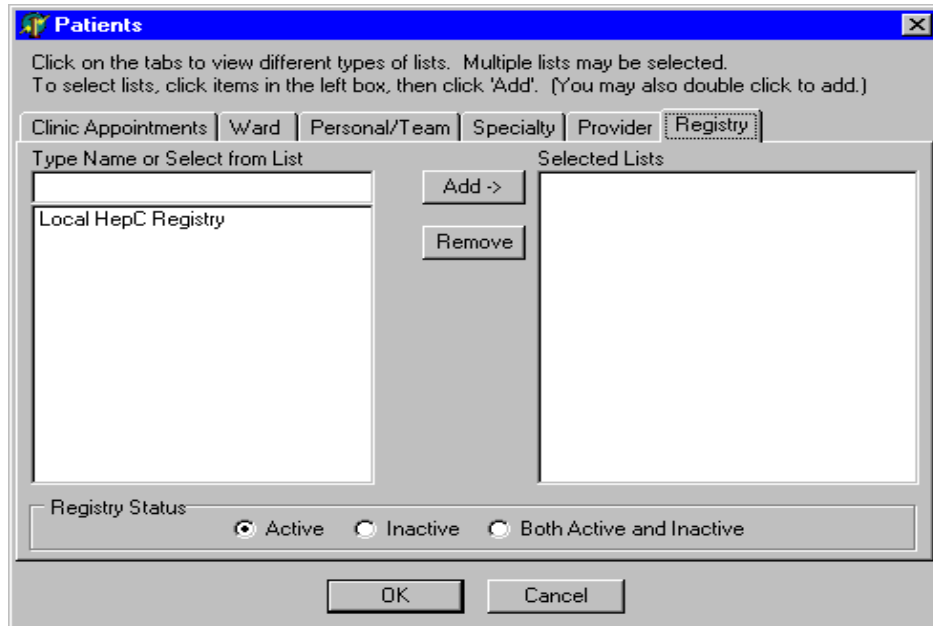 Patients
Click on the tabs to view different types of lists. Multiple lists may be selected.
To select lists, click items in the left box, then click 'Add'. (You may also double click to add.)
Clinic Appointments Ward Personal/Team Specialty Provider Registry
Type Name or Select from List Selected Lists
Add ->
Local HepC Registry
Remove
Registry Status
Active Inactive Both Active and Inactive
OK Cancel